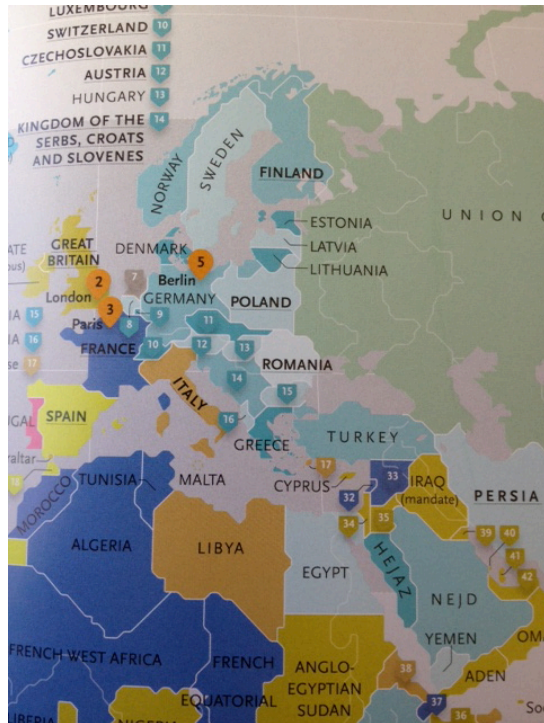 LUXEMBOURG 10
SWITZERLAND 10
CZECHOSLOVAKIA 11
AUSTRIA 12
HUNGARY 13
KINGDOM OF THE 14
SERBS, CROATS
AND SLOVENES
NORWAY
SWEDEN
FINLAND
UNION
ESTONIA
LATVIA
LITHUANIA
GREAT
BRITAIN
DENMARK
5
7
2
London
Berlin
GERMANY
POLAND
3
Paris
8
9
11
15
16
17
FRANCE
10
12
13
ROMANIA
14
15
ITALY
16
SPAIN
GREECE
TURKEY
MALTA
17
CYPRUS
32
33
IRAQ
(mandate)
PERSIA
MOROCCO
TUNISIA
34
35
39
40
41
42
ALGERIA
LIBYA
EGYPT
HEJAZ
NEJD
YEMEN
ADEN
FRENCH WEST AFRICA
FRENCH
EQUATORIAL
ANGLO-
EGYPTIAN
SUDAN
38
37
36